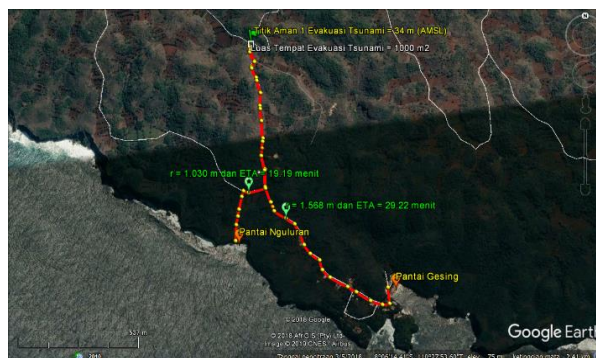 Titik Aman 1 Evakuasi Tsunami = 34 m (AMSL)
Luas Tempat Evakuasi Tsunami = 1000 m2
r = 1.030 m dan ETA = 19.19 menit
r = 1.568 m dan ETA = 29.22 menit
Pantai Nguluran
Pantai Gesing
© 2018 Google
Google Earth